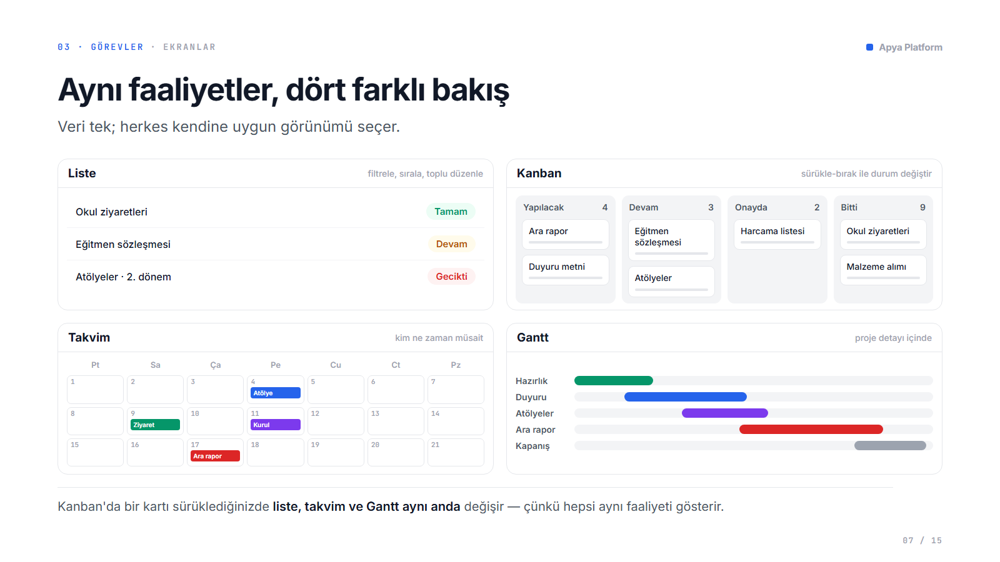 03 · GÖREVLER · EKRANLAR
Apya Platform
Aynı faaliyetler, dört farklı bakış
Veri tek; herkes kendine uygun görünümü seçer.
Liste
filtrele, sırala, toplu düzenle
Okul ziyaretleri
Tamam
Eğitmen sözleşmesi
Devam
Atölyeler · 2. dönem
Gecikti
Kanban
sürükle-bırak ile durum değiştir
Yapılacak 4
Ara rapor
Duyuru metni
Devam 3
Eğitmen
sözleşmesi
Atölyeler
Onayda 2
Harcama listesi
Bitti 9
Okul ziyaretleri
Malzeme alımı
Takvim
kim ne zaman müsait
Pt Sa Ça Pe Cu Ct Pz
1 2 3 4 5 6 7
Atölye
8 9 10 11 12 13 14
Ziyaret Kurul
15 16 17 18 19 20 21
Ara rapor
Gantt
proje detayı içinde
Hazırlık
Duyuru
Atölyeler
Ara rapor
Kapanış
Kanban'da bir kartı sürüklediğinizde liste, takvim ve Gantt aynı anda değişir — çünkü hepsi aynı faaliyeti gösterir.
07 / 15